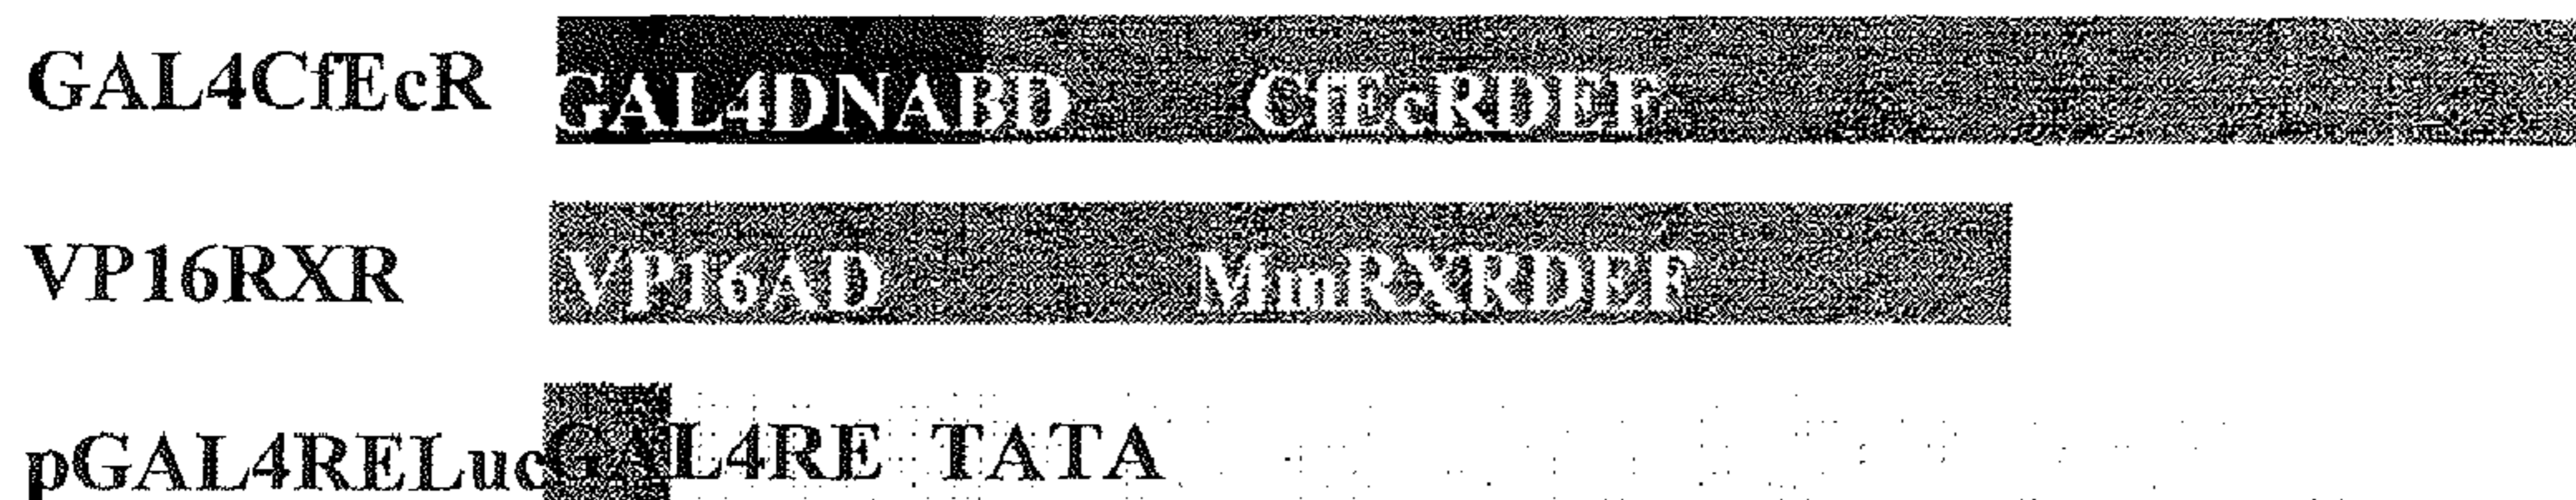 GAL4CfEcR GAL4DNABD CfEcRDEF
VP16RXR VP16AD MmRXRDEF
pGAL4RELuc GAL4RE TATA